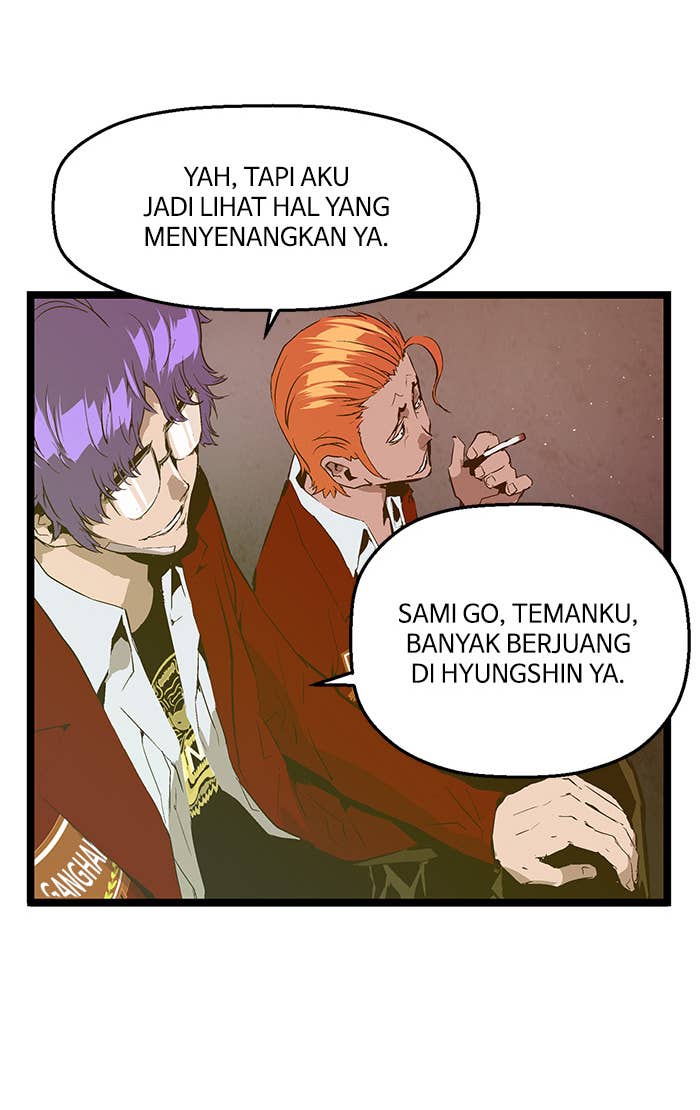 YAH, TAPI AKU
JADI LIHAT HAL YANG
MENYENANGKAN YA.
SAMI GO, TEMANKU,
BANYAK BERJUANG
DI HYUNGSHIN YA.
GANGHA